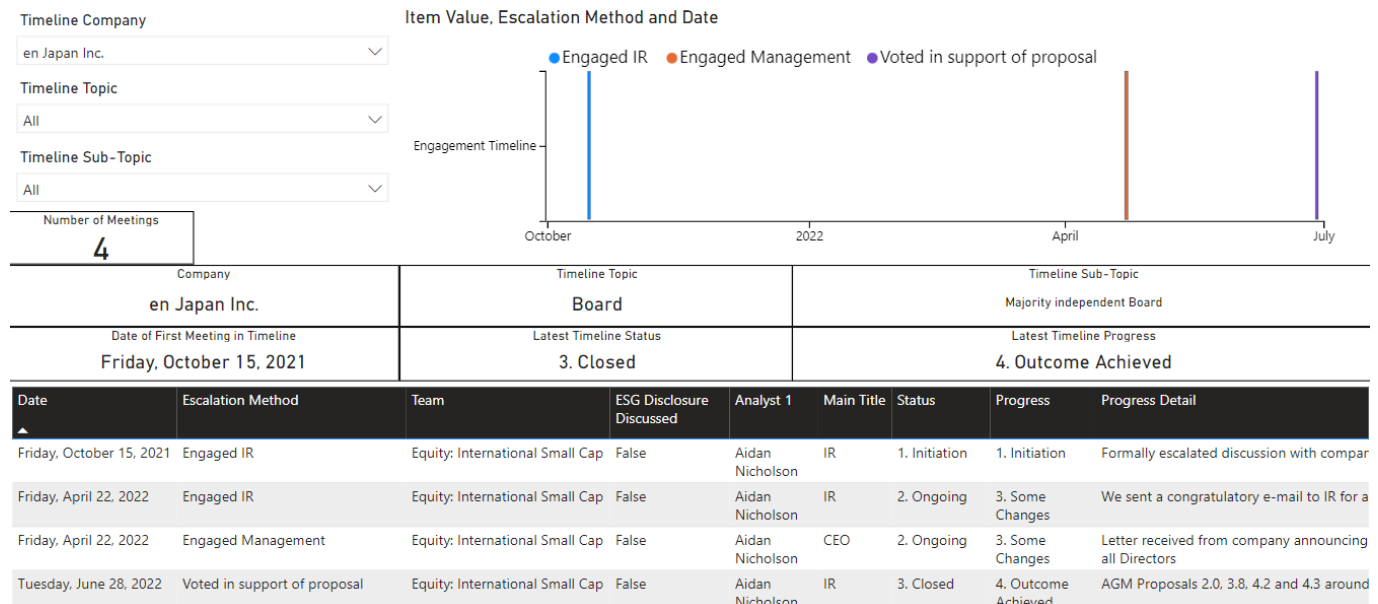 Timeline Company
en Japan Inc.
Timeline Topic
All
Timeline Sub-Topic
All
Number of Meetings
4
Item Value, Escalation Method and Date
Engaged IR Engaged Management Voted in support of proposal
Engagement Timeline
October 2022 April July
Company Timeline Topic Timeline Sub-Topic
en Japan Inc. Board Majority independent Board
Date of First Meeting in Timeline Latest Timeline Status Latest Timeline Progress
Friday, October 15, 2021 3. Closed 4. Outcome Achieved
Date Escalation Method Team ESG Disclosure Analyst 1 Main Title Status Progress Progress Detail
Discussed
Friday, October 15, 2021 Engaged IR Equity: International Small Cap False Aidan IR 1. Initiation 1. Initiation Formally escalated discussion with compar
Nicholson
Friday, April 22, 2022 Engaged IR Equity: International Small Cap False Aidan IR 2. Ongoing 3. Some We sent a congratulatory e-mail to IR for a
Nicholson Changes
Friday, April 22, 2022 Engaged Management Equity: International Small Cap False Aidan CEO 2. Ongoing 3. Some Letter received from company announcing
Nicholson Changes all Directors
Tuesday, June 28, 2022 Voted in support of proposal Equity: International Small Cap False Aidan IR 3. Closed 4. Outcome AGM Proposals 2.0, 3.8, 4.2 and 4.3 around
Nicholson Achieved